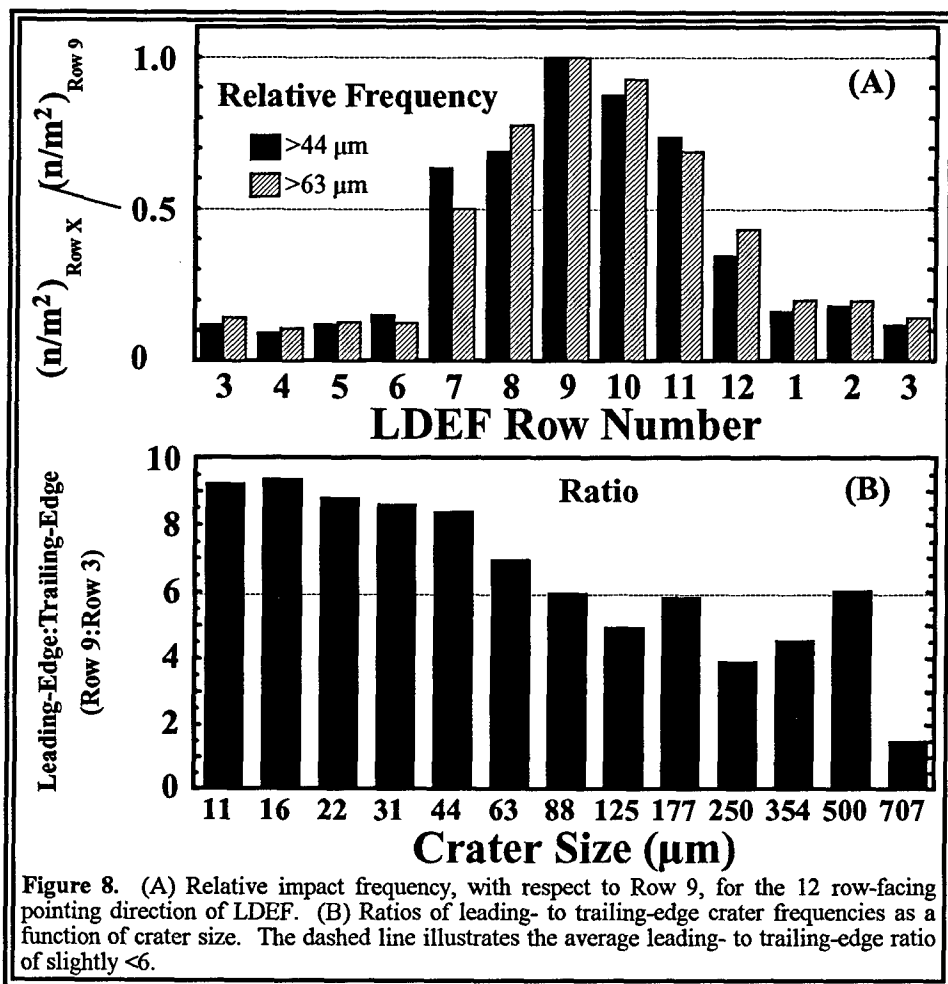 (n/m²)Row X / (n/m²)Row 9
1.0
0.5
0
Relative Frequency
>44 µm
>63 µm
(A)
3 4 5 6 7 8 9 10 11 12 1 2 3
LDEF Row Number
Leading-Edge:Trailing-Edge
(Row 9:Row 3)
10
8
6
4
2
0
Ratio
(B)
11 16 22 31 44 63 88 125 177 250 354 500 707
Crater Size (µm)
Figure 8. (A) Relative impact frequency, with respect to Row 9, for the 12 row-facing
pointing direction of LDEF. (B) Ratios of leading- to trailing-edge crater frequencies as a
function of crater size. The dashed line illustrates the average leading- to trailing-edge ratio
of slightly <6.